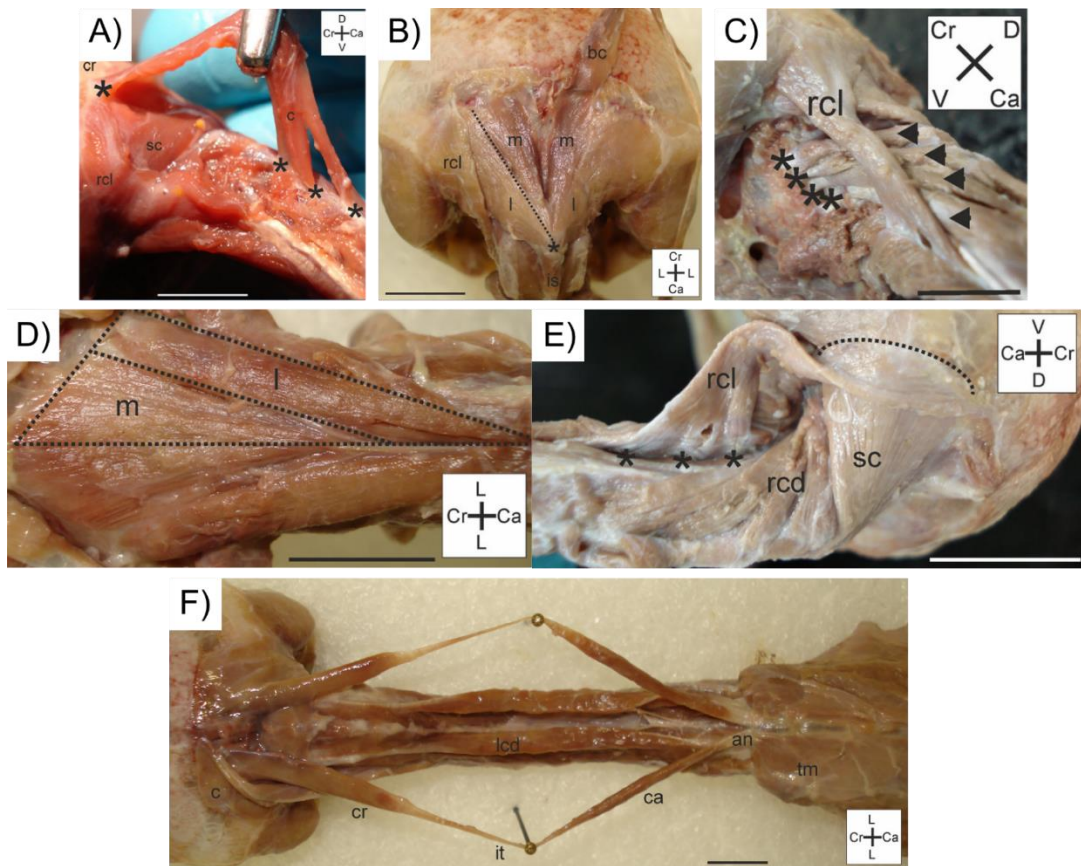 A)
D
Cr Ca
V
cr
*
c
sc
rcl
* * *
B)
bc
m m
rcl
l l
*
is
Cr
L L
Ca
C)
Cr D
V Ca
rcl
* * * *
D)
l
m
L
Cr Ca
L
E)
V
Ca Cr
D
rcl
* * *
rcd
sc
F)
lcd
an
c
tm
cr
ca
it
L
Cr Ca
L